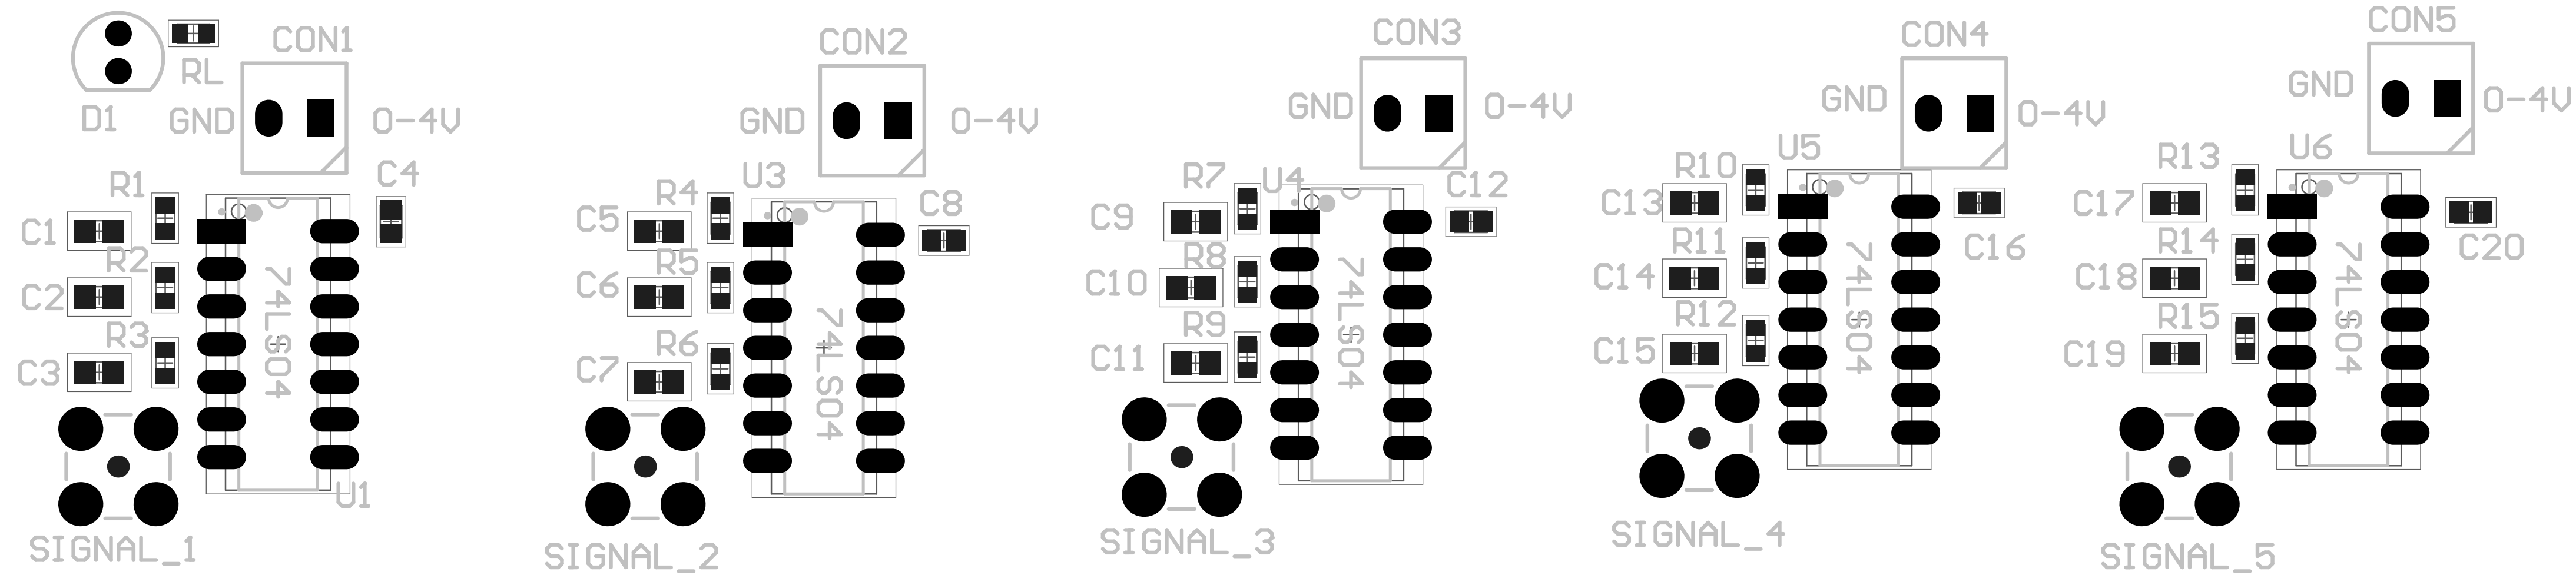 CON1
RL
D1
GND
0-4V
C4
R1
C1
R2
C2
R3
C3
74LS04
U1
SIGNAL_1
CON2
GND
0-4V
U3
R4
C8
C5
R5
C6
R6
C7
74LS04
SIGNAL_2
CON3
GND
0-4V
R7
U4
C12
C9
R8
C10
R9
C11
74LS04
SIGNAL_3
CON4
GND
0-4V
U5
R10
C13
R11
C16
C14
R12
C15
74LS04
SIGNAL_4
CON5
GND
0-4V
U6
R13
C17
R14
C20
C18
R15
C19
74LS04
SIGNAL_5